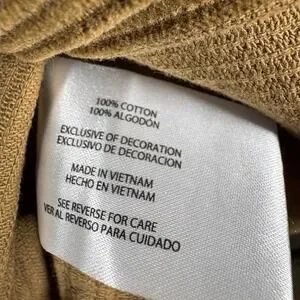 100% COTTON
100% ALGODÓN
EXCLUSIVE OF DECORATION
EXCLUSIVO DE DECORACION
MADE IN VIETNAM
HECHO EN VIETNAM
SEE REVERSE FOR CARE
VER AL REVERSO PARA CUIDADO